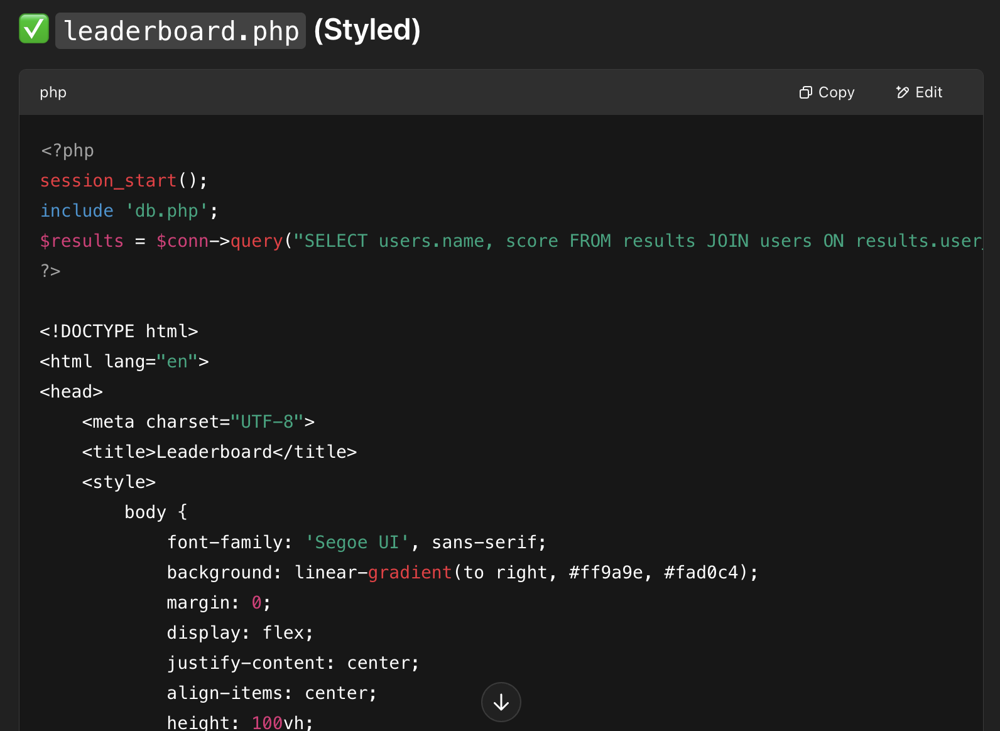 ✅ leaderboard.php (Styled)
php Copy Edit
<?php
session_start();
include 'db.php';
$results = $conn->query("SELECT users.name, score FROM results JOIN users ON results.user_
?>
<!DOCTYPE html>
<html lang="en">
<head>
    <meta charset="UTF-8">
    <title>Leaderboard</title>
    <style>
        body {
            font-family: 'Segoe UI', sans-serif;
            background: linear-gradient(to right, #ff9a9e, #fad0c4);
            margin: 0;
            display: flex;
            justify-content: center;
            align-items: center;
            height: 100vh;